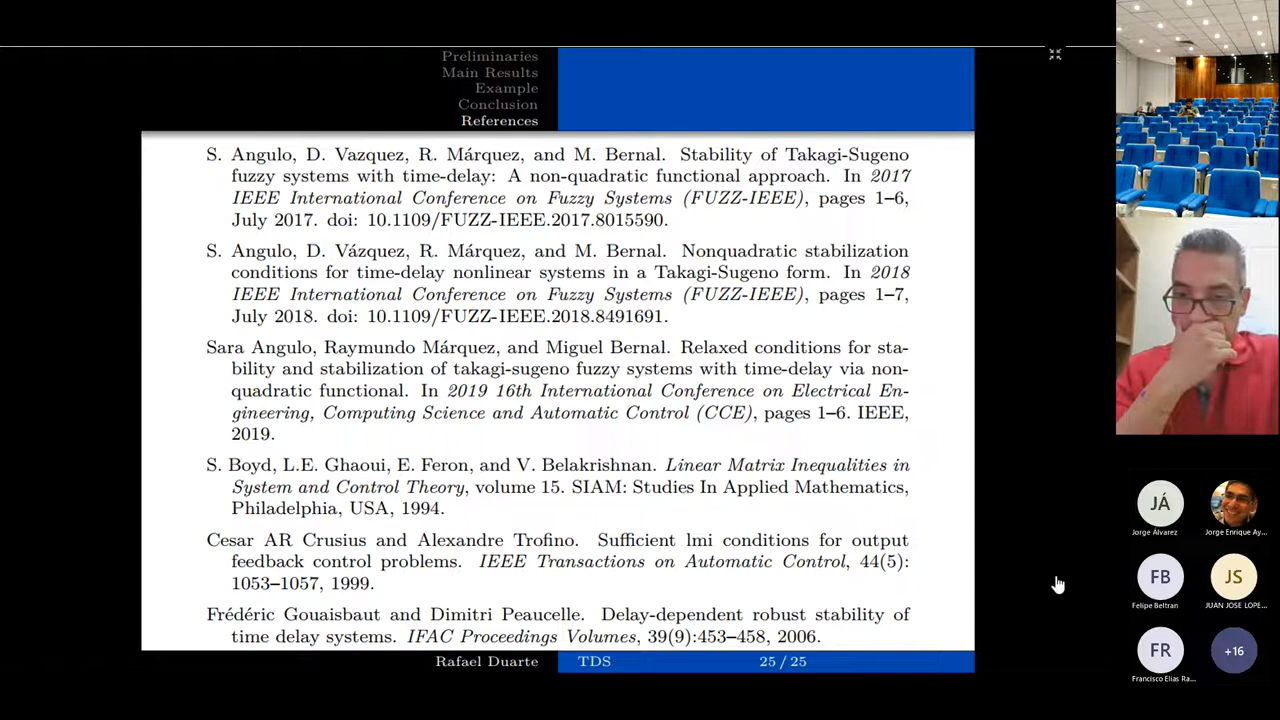 Preliminaries
Main Results
Example
Conclusion
References
S. Angulo, D. Vazquez, R. Márquez, and M. Bernal. Stability of Takagi-Sugeno
fuzzy systems with time-delay: A non-quadratic functional approach. In 2017
IEEE International Conference on Fuzzy Systems (FUZZ-IEEE), pages 1–6,
July 2017. doi: 10.1109/FUZZ-IEEE.2017.8015590.
S. Angulo, D. Vázquez, R. Márquez, and M. Bernal. Nonquadratic stabilization
conditions for time-delay nonlinear systems in a Takagi-Sugeno form. In 2018
IEEE International Conference on Fuzzy Systems (FUZZ-IEEE), pages 1–7,
July 2018. doi: 10.1109/FUZZ-IEEE.2018.8491691.
Sara Angulo, Raymundo Márquez, and Miguel Bernal. Relaxed conditions for sta-
bility and stabilization of takagi-sugeno fuzzy systems with time-delay via non-
quadratic functional. In 2019 16th International Conference on Electrical En-
gineering, Computing Science and Automatic Control (CCE), pages 1–6. IEEE,
2019.
S. Boyd, L.E. Ghaoui, E. Feron, and V. Belakrishnan. Linear Matrix Inequalities in
System and Control Theory, volume 15. SIAM: Studies In Applied Mathematics,
Philadelphia, USA, 1994.
Cesar AR Crusius and Alexandre Trofino. Sufficient lmi conditions for output
feedback control problems. IEEE Transactions on Automatic Control, 44(5):
1053–1057, 1999.
Frédéric Gouaisbaut and Dimitri Peaucelle. Delay-dependent robust stability of
time delay systems. IFAC Proceedings Volumes, 39(9):453–458, 2006.
Rafael Duarte TDS 25 / 25
JÁ
Jorge Álvarez
Jorge Enrique Ay...
FB
Felipe Beltran
JS
JUAN JOSE LOPE...
FR
Francisco Elias Ra...
+16